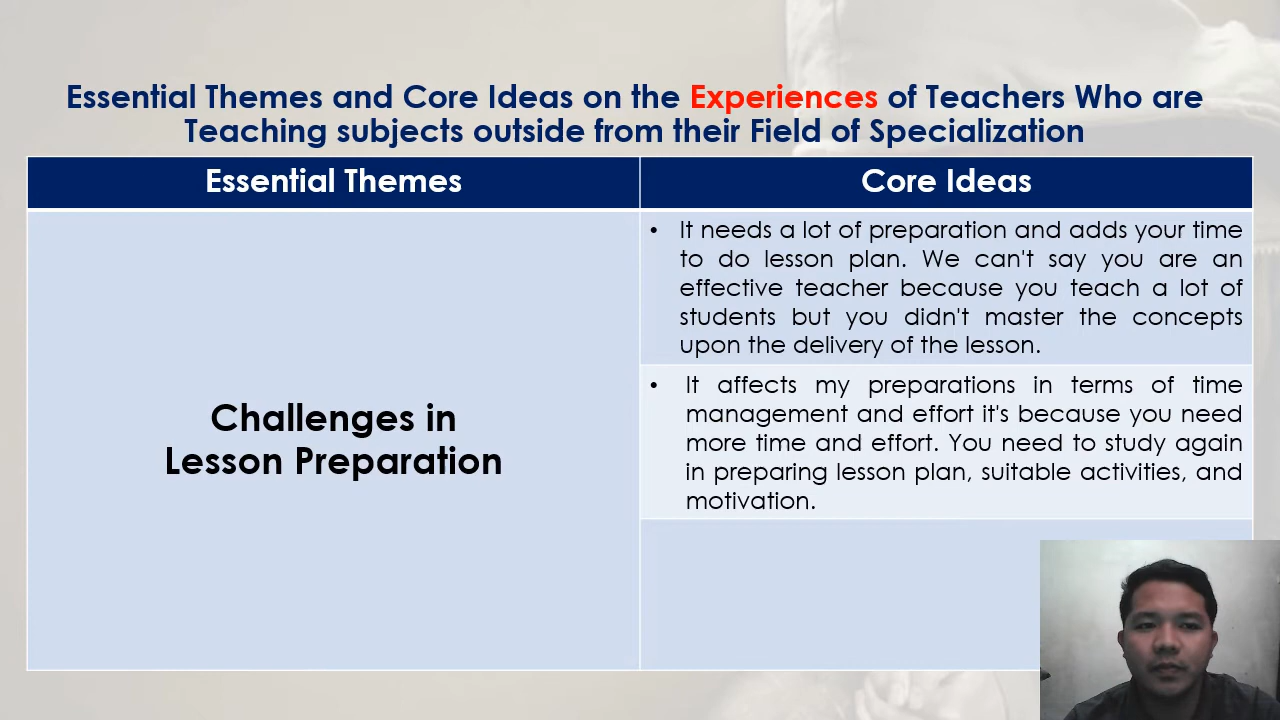 Essential Themes and Core Ideas on the Experiences of Teachers Who are
Teaching subjects outside from their Field of Specialization
Essential Themes
Core Ideas
Challenges in
Lesson Preparation
• It needs a lot of preparation and adds your time
to do lesson plan. We can't say you are an
effective teacher because you teach a lot of
students but you didn't master the concepts
upon the delivery of the lesson.
• It affects my preparations in terms of time
management and effort it's because you need
more time and effort. You need to study again
in preparing lesson plan, suitable activities, and
motivation.